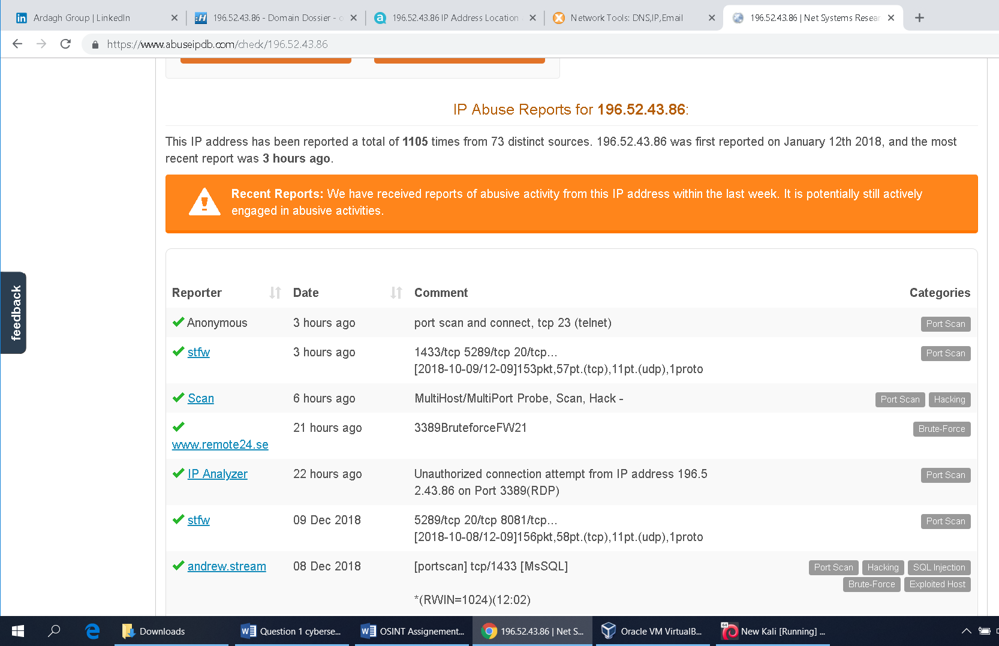 Ardagh Group | LinkedIn
196.52.43.86 - Domain Dossier - o
196.52.43.86 IP Address Location
Network Tools: DNS,IP,Email
196.52.43.86 | Net Systems Resear
https://www.abuseipdb.com/check/196.52.43.86
IP Abuse Reports for 196.52.43.86:
This IP address has been reported a total of 1105 times from 73 distinct sources. 196.52.43.86 was first reported on January 12th 2018, and the most
recent report was 3 hours ago.
Recent Reports: We have received reports of abusive activity from this IP address within the last week. It is potentially still actively
engaged in abusive activities.
feedback
Reporter Date Comment Categories
Anonymous 3 hours ago port scan and connect, tcp 23 (telnet) Port Scan
stfw 3 hours ago 1433/tcp 5289/tcp 20/tcp... Port Scan
[2018-10-09/12-09]153pkt,57pt.(tcp),11pt.(udp),1proto
Scan 6 hours ago MultiHost/MultiPort Probe, Scan, Hack - Port Scan Hacking
21 hours ago 3389BruteforceFW21 Brute-Force
www.remote24.se
IP Analyzer 22 hours ago Unauthorized connection attempt from IP address 196.5 Port Scan
2.43.86 on Port 3389(RDP)
stfw 09 Dec 2018 5289/tcp 20/tcp 8081/tcp... Port Scan
[2018-10-08/12-09]156pkt,58pt.(tcp),11pt.(udp),1proto
andrew.stream 08 Dec 2018 [portscan] tcp/1433 [MsSQL] Port Scan Hacking SQL Injection
Brute-Force Exploited Host
*(RWIN=1024)(12:02)
Downloads
Question 1 cyberse...
OSINT Assignement...
196.52.43.86 | Net S...
Oracle VM VirtualB...
64
New Kali [Running] ...